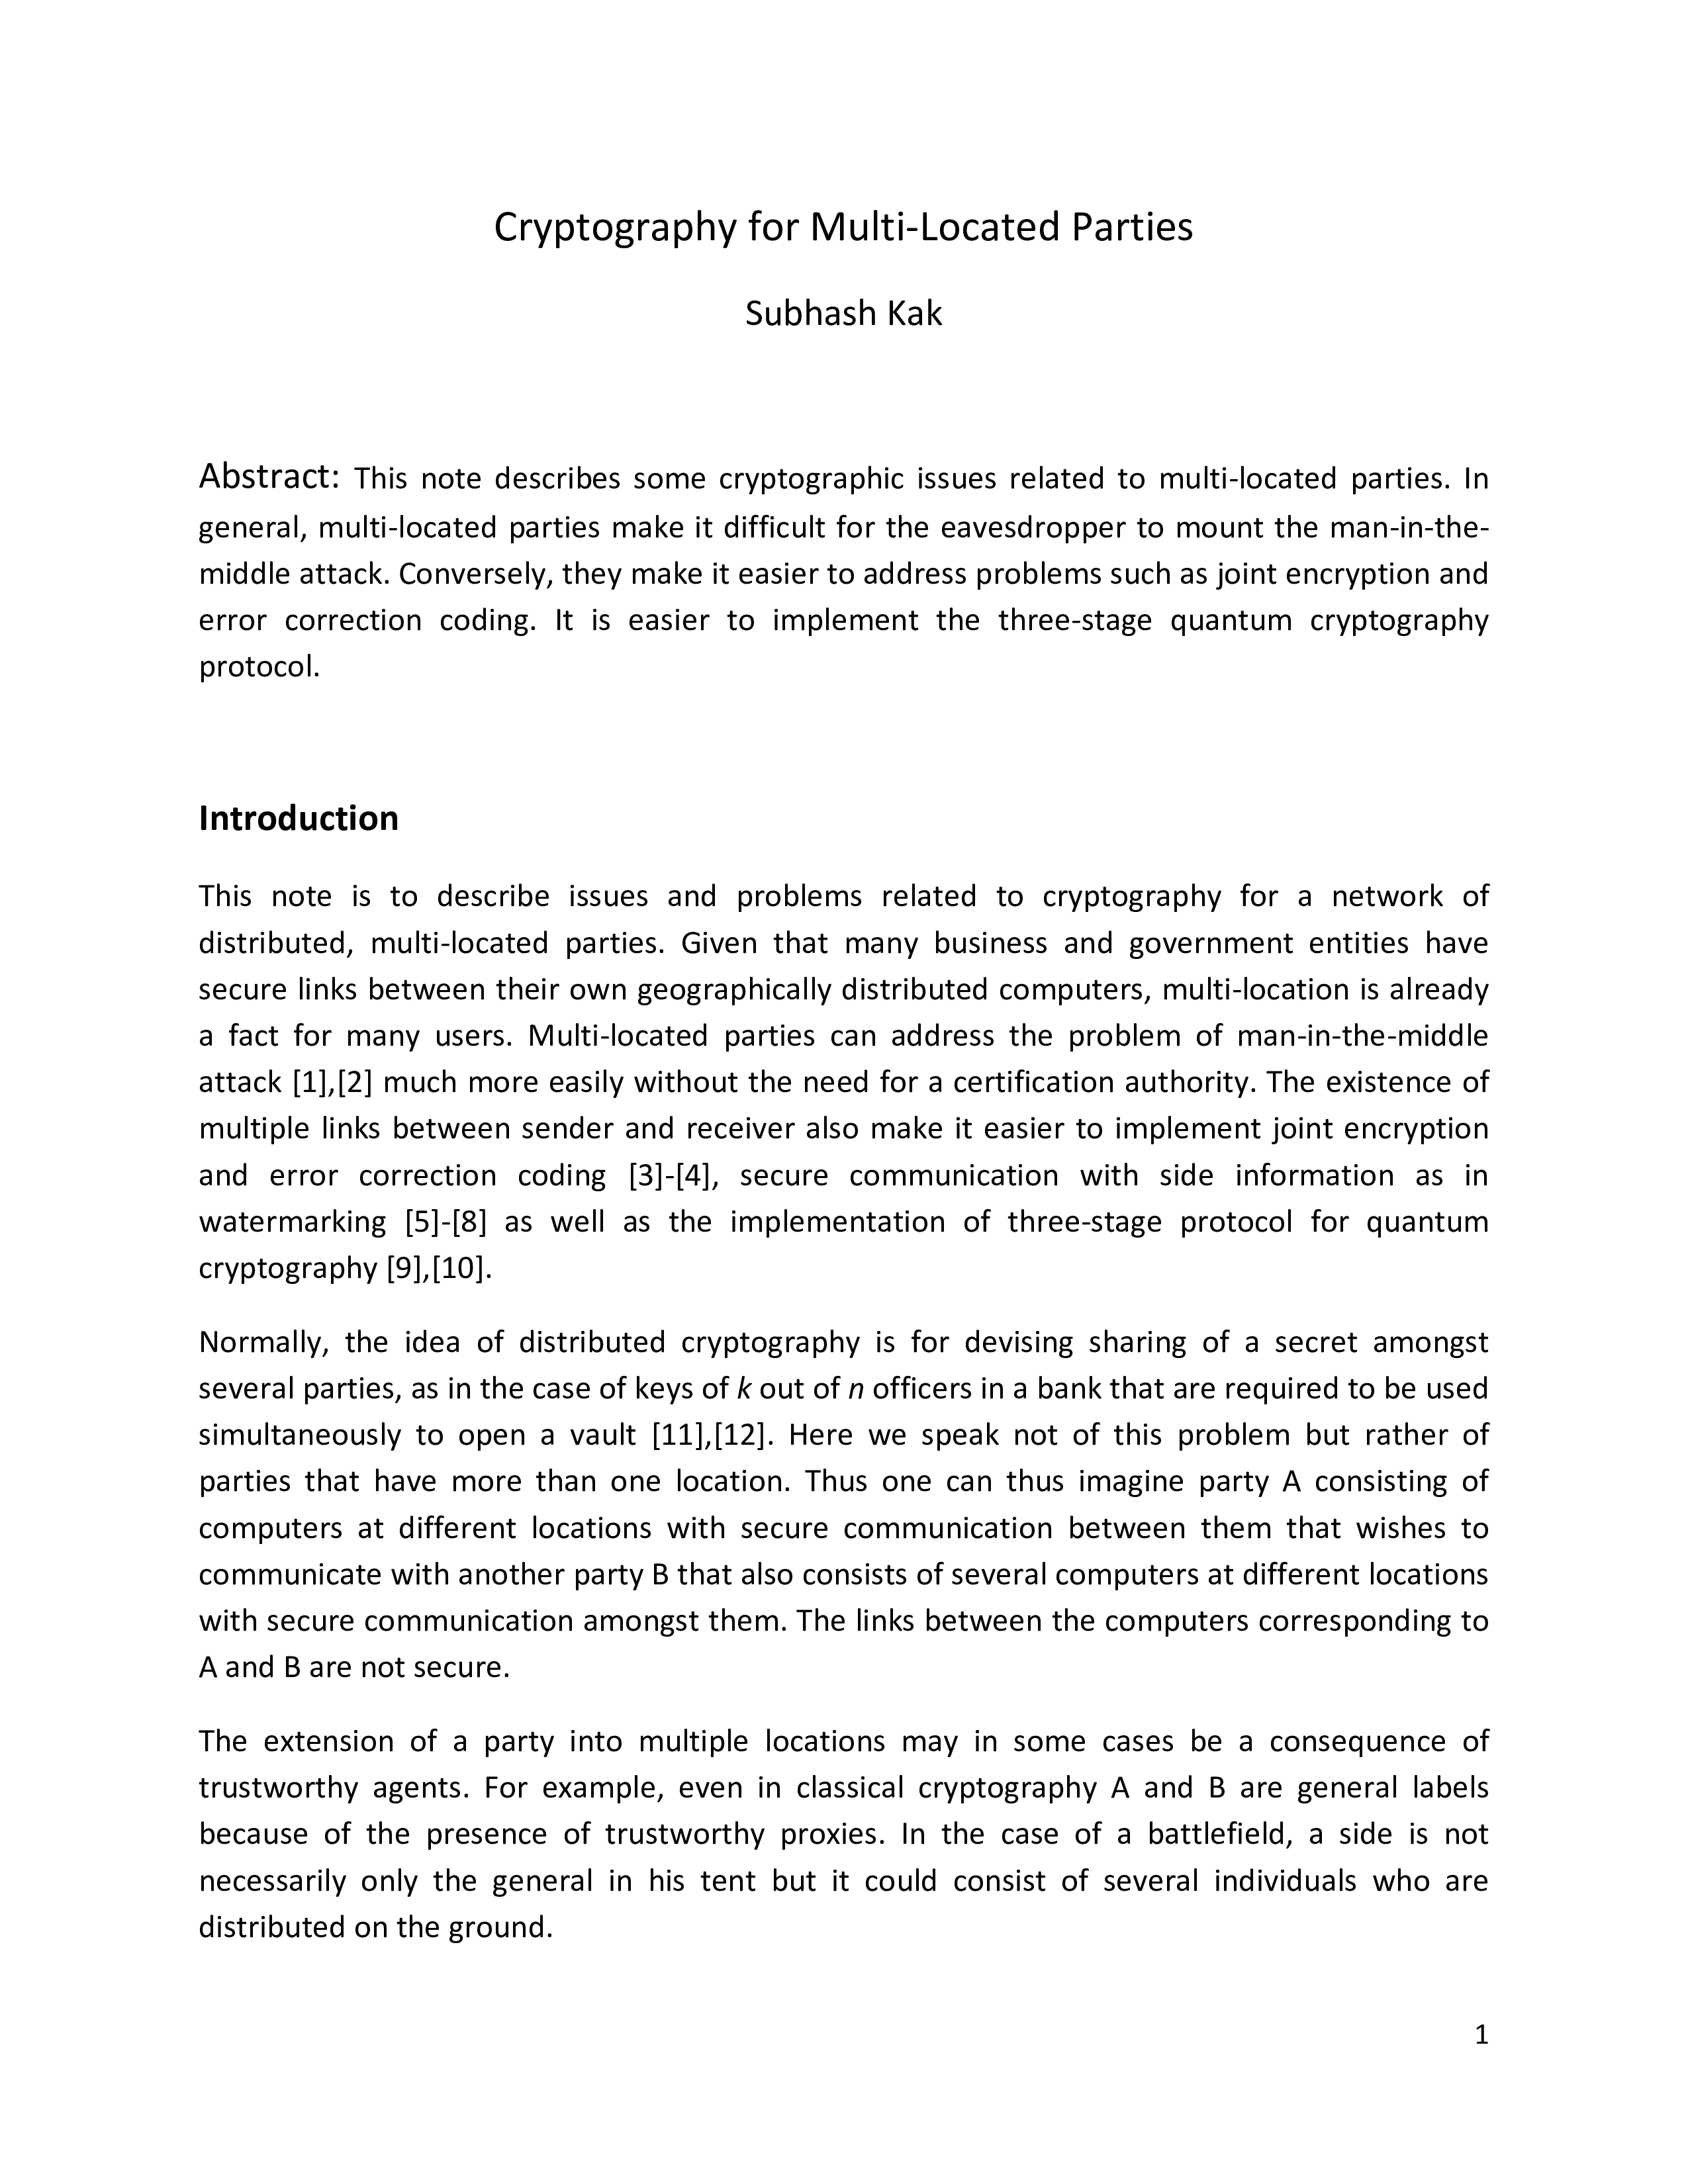 Cryptography for Multi-Located Parties
Subhash Kak
Abstract: This note describes some cryptographic issues related to multi-located parties. In
general, multi-located parties make it difficult for the eavesdropper to mount the man-in-the-
middle attack. Conversely, they make it easier to address problems such as joint encryption and
error correction coding. It is easier to implement the three-stage quantum cryptography
protocol.
Introduction
This note is to describe issues and problems related to cryptography for a network of
distributed, multi-located parties. Given that many business and government entities have
secure links between their own geographically distributed computers, multi-location is already
a fact for many users. Multi-located parties can address the problem of man-in-the-middle
attack [1],[2] much more easily without the need for a certification authority. The existence of
multiple links between sender and receiver also make it easier to implement joint encryption
and error correction coding [3]-[4], secure communication with side information as in
watermarking [5]-[8] as well as the implementation of three-stage protocol for quantum
cryptography [9],[10].
Normally, the idea of distributed cryptography is for devising sharing of a secret amongst
several parties, as in the case of keys of k out of n officers in a bank that are required to be used
simultaneously to open a vault [11],[12]. Here we speak not of this problem but rather of
parties that have more than one location. Thus one can thus imagine party A consisting of
computers at different locations with secure communication between them that wishes to
communicate with another party B that also consists of several computers at different locations
with secure communication amongst them. The links between the computers corresponding to
A and B are not secure.
The extension of a party into multiple locations may in some cases be a consequence of
trustworthy agents. For example, even in classical cryptography A and B are general labels
because of the presence of trustworthy proxies. In the case of a battlefield, a side is not
necessarily only the general in his tent but it could consist of several individuals who are
distributed on the ground.
1